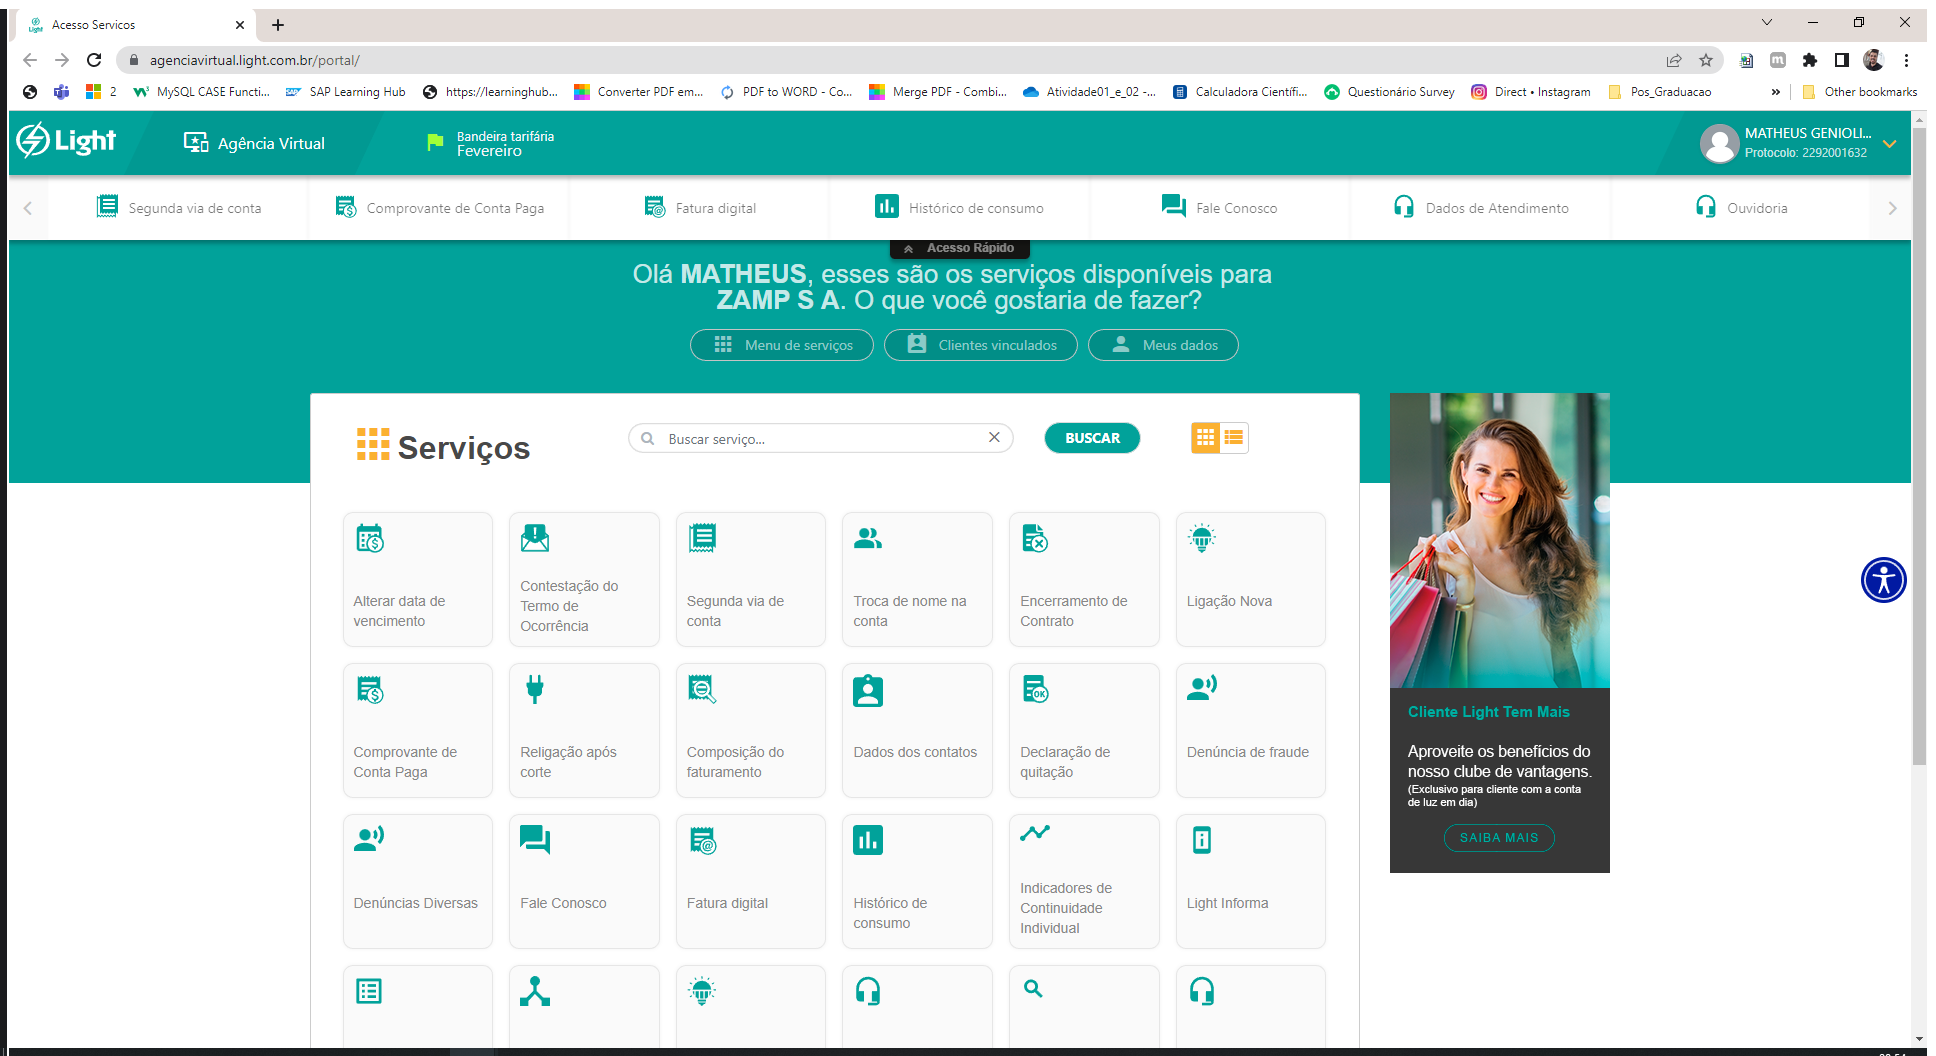 Acesso Servicos
agenciavirtual.light.com.br/portal/
2
MySQL CASE Functi...
SAP Learning Hub
https://learninghub...
Converter PDF em...
PDF to WORD - Co...
Merge PDF - Combi...
Atividade01_e_02 -...
Calculadora Científi...
Questionário Survey
Direct • Instagram
Pos_Graduacao
»
Other bookmarks
Light
Agência Virtual
Bandeira tarifária
Fevereiro
MATHEUS GENIOLI...
Protocolo: 2292001632
Segunda via de conta
Comprovante de Conta Paga
Fatura digital
Histórico de consumo
Fale Conosco
Dados de Atendimento
Ouvidoria
Acesso Rápido
Olá MATHEUS, esses são os serviços disponíveis para
ZAMP S A. O que você gostaria de fazer?
Menu de serviços
Clientes vinculados
Meus dados
Serviços
Buscar serviço...
BUSCAR
Alterar data de
vencimento
Contestação do
Termo de
Ocorrência
Segunda via de
conta
Troca de nome na
conta
Encerramento de
Contrato
Ligação Nova
Comprovante de
Conta Paga
Religação após
corte
Composição do
faturamento
Dados dos contatos
Declaração de
quitação
Denúncia de fraude
Denúncias Diversas
Fale Conosco
Fatura digital
Histórico de
consumo
Indicadores de
Continuidade
Individual
Light Informa
Cliente Light Tem Mais
Aproveite os benefícios do
nosso clube de vantagens.
(Exclusivo para cliente com a conta
de luz em dia)
SAIBA MAIS